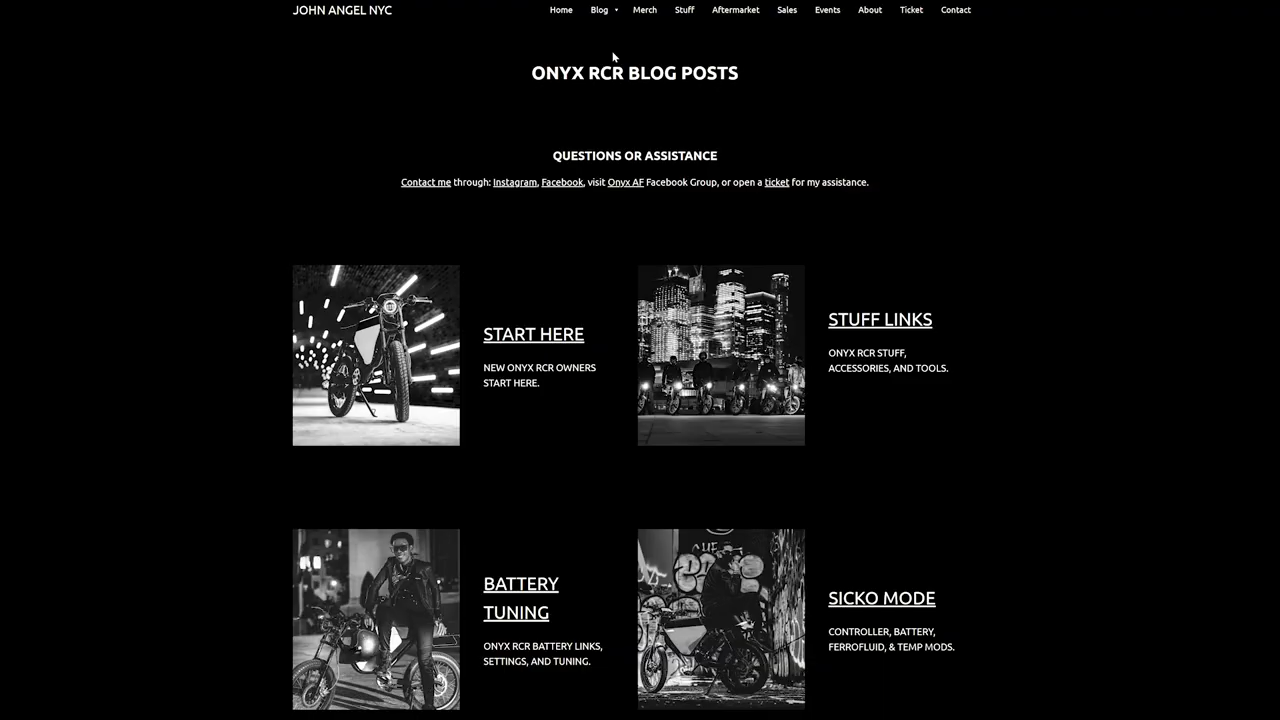 JOHN ANGEL NYC
Home Blog Merch Stuff Aftermarket Sales Events About Ticket Contact
ONYX RCR BLOG POSTS
QUESTIONS OR ASSISTANCE
Contact me through: Instagram, Facebook, visit Onyx AF Facebook Group, or open a ticket for my assistance.
START HERE
NEW ONYX RCR OWNERS
START HERE.
STUFF LINKS
ONYX RCR STUFF,
ACCESSORIES, AND TOOLS.
BATTERY
TUNING
ONYX RCR BATTERY LINKS,
SETTINGS, AND TUNING.
SICKO MODE
CONTROLLER, BATTERY,
FERROFLUID, & TEMP MODS.